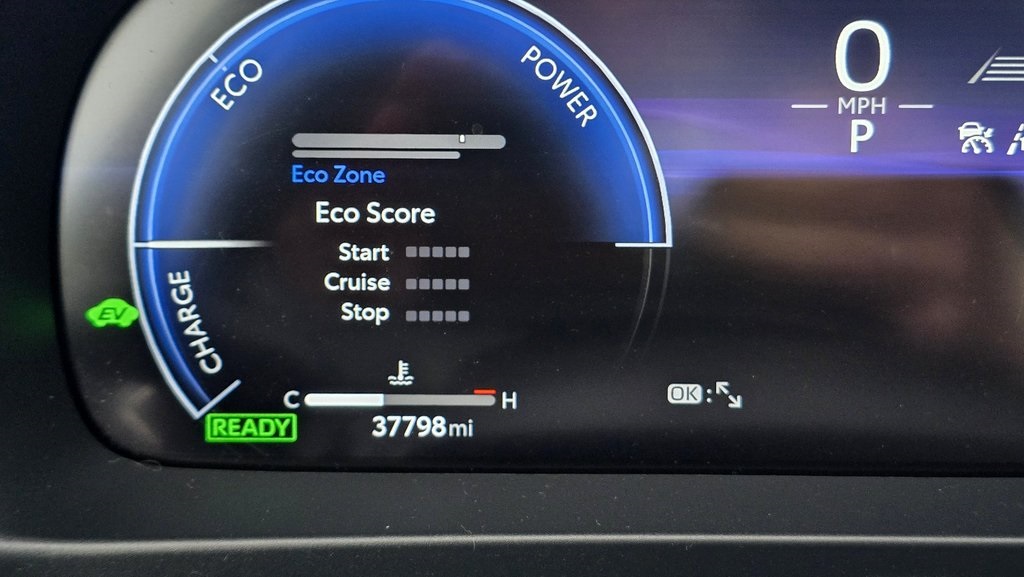 ECO
POWER
0
MPH
P
Eco Zone
Eco Score
Start
Cruise
Stop
CHARGE
EV
C
H
READY
37798mi
OK: